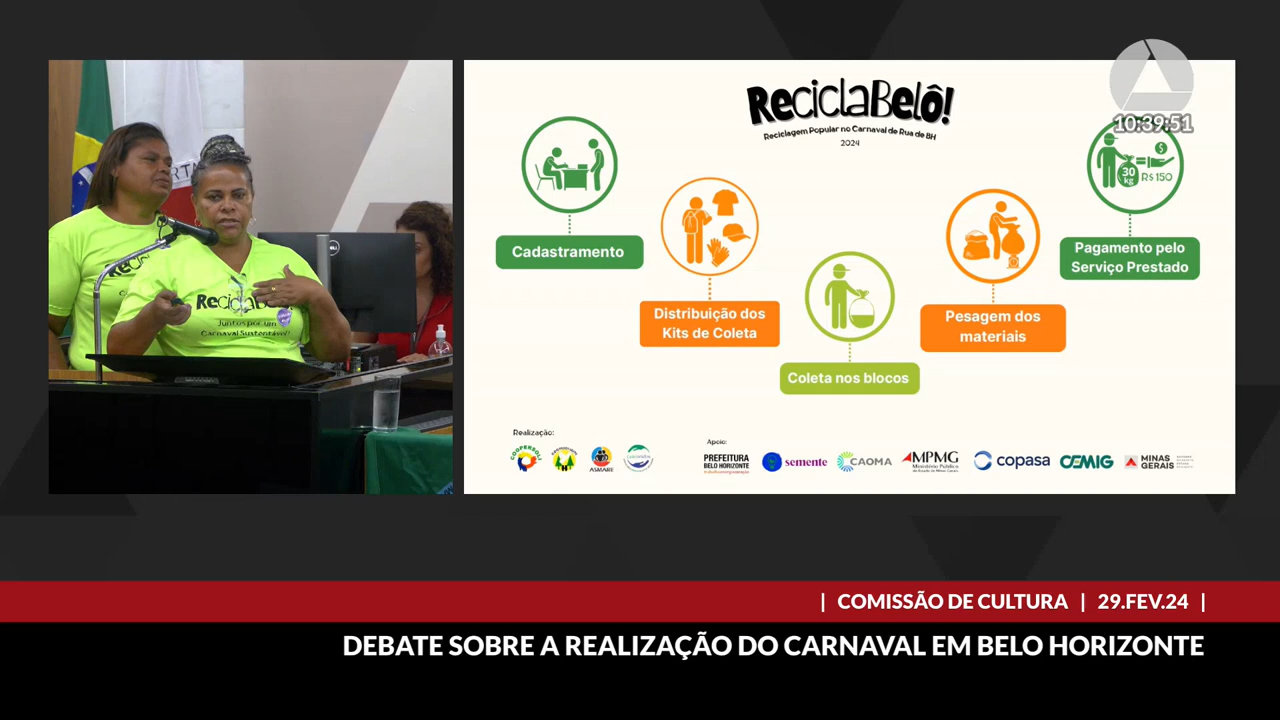 ReciclaBelô!
Reciclagem Popular no Carnaval de Rua de BH
2024
10:39:51
30
kg
$
R$ 150
Cadastramento
Distribuição dos
Kits de Coleta
Coleta nos blocos
Pesagem dos
materiais
Pagamento pelo
Serviço Prestado
Juntos por um
Carnaval Sustentável
Realização:
COOPERSOL
ASMARE
Apoio:
PREFEITURA
BELO HORIZONTE
semente
CAOMA
MPMG
Ministério Público
copasa
CEMIG
MINAS
GERAIS
| COMISSÃO DE CULTURA | 29.FEV.24 |
DEBATE SOBRE A REALIZAÇÃO DO CARNAVAL EM BELO HORIZONTE